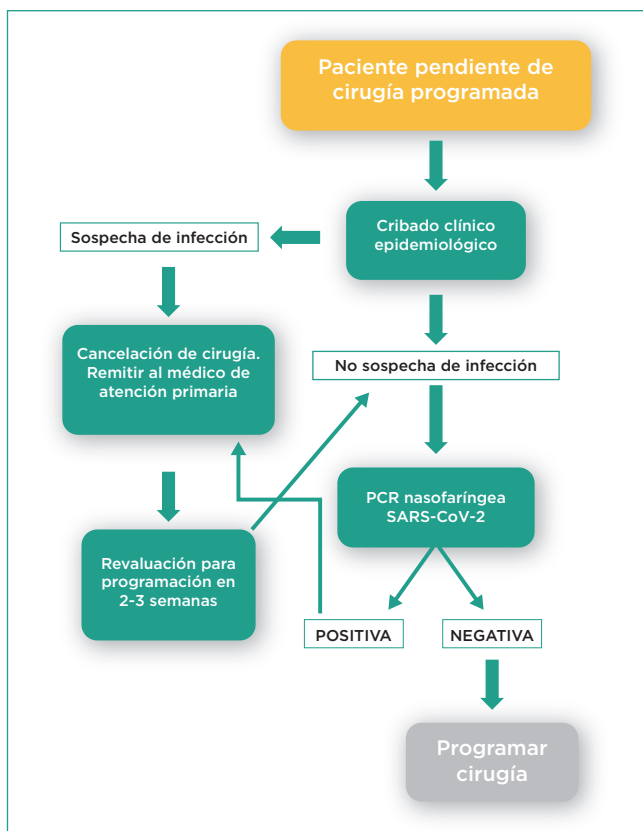 Paciente pendiente de
cirugía programada
Cribado clínico
epidemiológico
Sospecha de infección
Cancelación de cirugía.
Remitir al médico de
atención primaria
No sospecha de infección
PCR nasofaríngea
SARS-CoV-2
Revaluación para
programación en
2-3 semanas
POSITIVA
NEGATIVA
Programar
cirugía